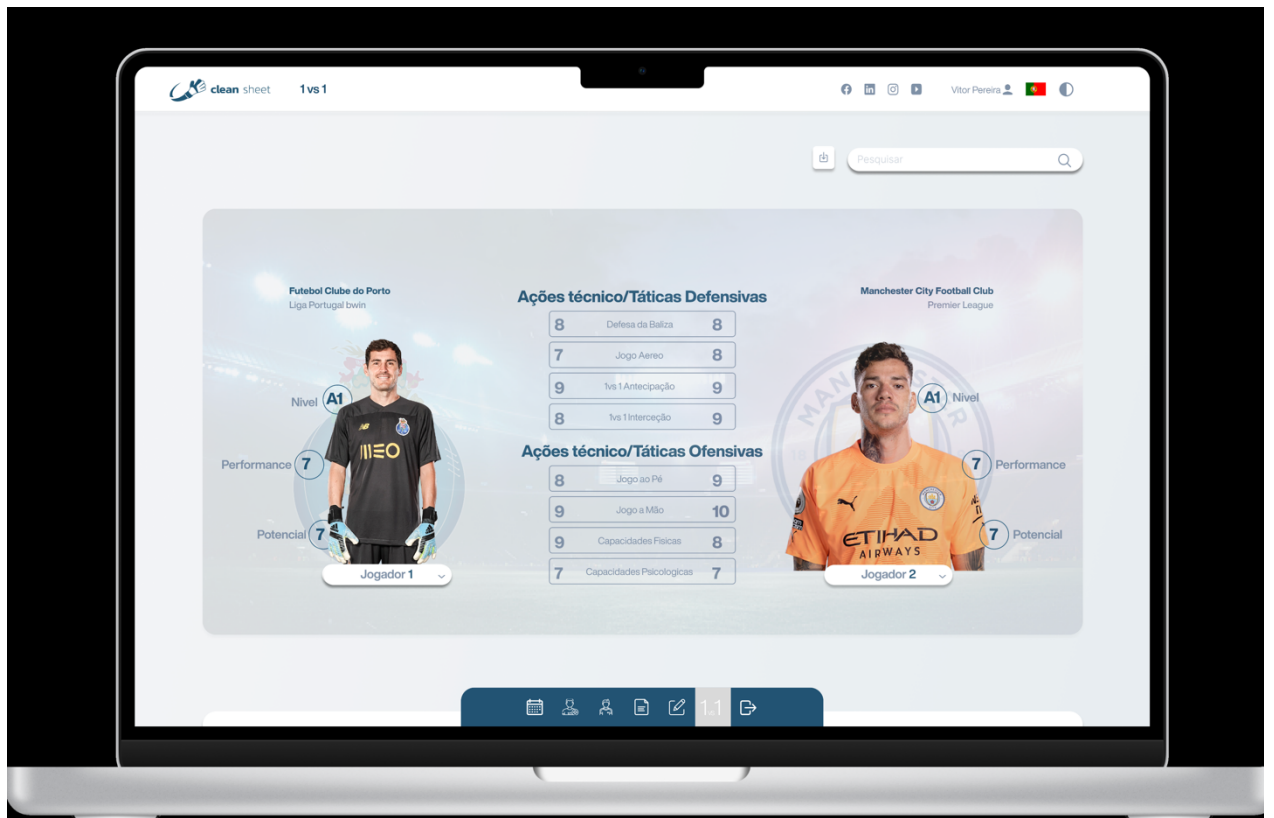 clean sheet
1 vs 1
Vitor Pereira
Pesquisar
Futebol Clube do Porto
Liga Portugal bwin
Nivel A1
Performance 7
Potencial 7
Jogador 1
Ações técnico/Táticas Defensivas
8 Defesa da Baliza 8
7 Jogo Aereo 8
9 1vs 1 Antecipação 9
8 1vs 1 Interceção 9
Ações técnico/Táticas Ofensivas
8 Jogo ao Pé 9
9 Jogo a Mão 10
9 Capacidades Fisicas 8
7 Capacidades Psicologicas 7
Manchester City Football Club
Premier League
MANCHESTER
18
A1 Nivel
7 Performance
7 Potencial
MEO
ETIHAD
AIRWAYS
Jogador 2
1 1